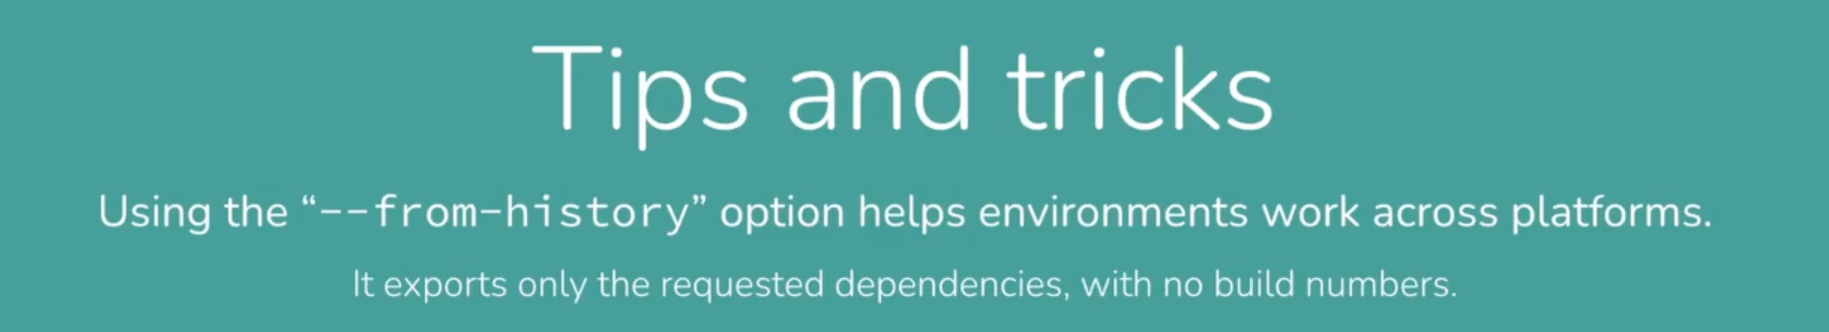 Tips and tricks
Using the “--from-history” option helps environments work across platforms.
It exports only the requested dependencies, with no build numbers.